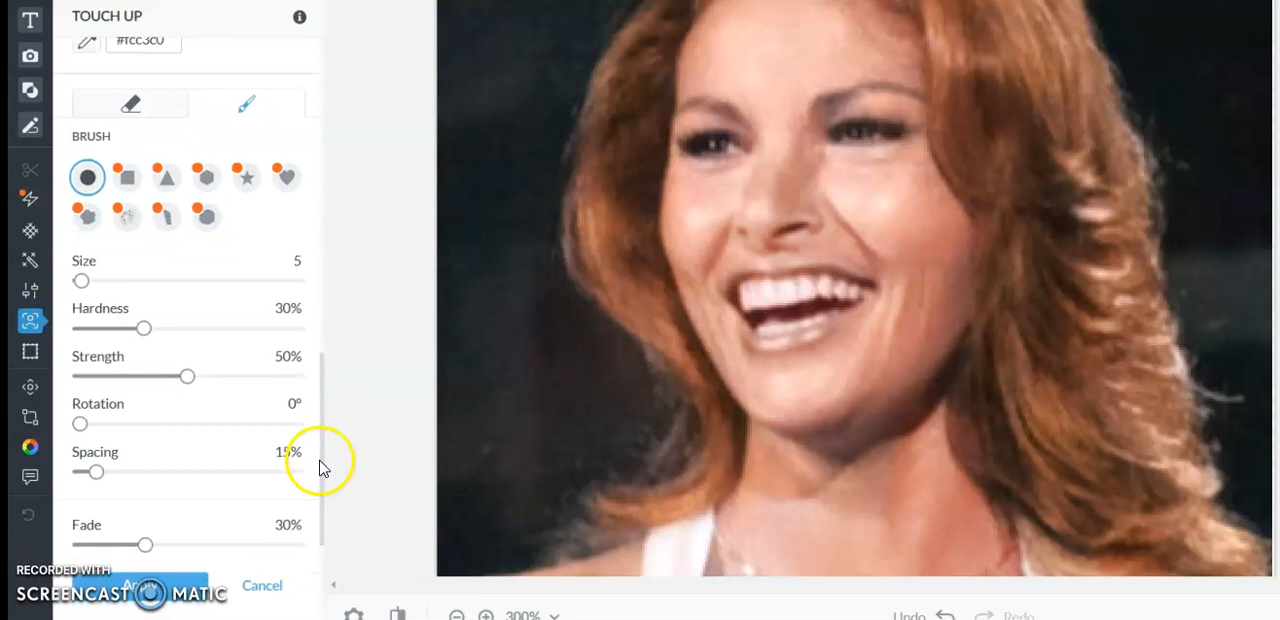 TOUCH UP
#fcc3c0
BRUSH
Size 5
Hardness 30%
Strength 50%
Rotation 0°
Spacing 15%
Fade 30%
Apply Cancel
RECORDED WITH
SCREENCAST MATIC
300%
Undo Redo